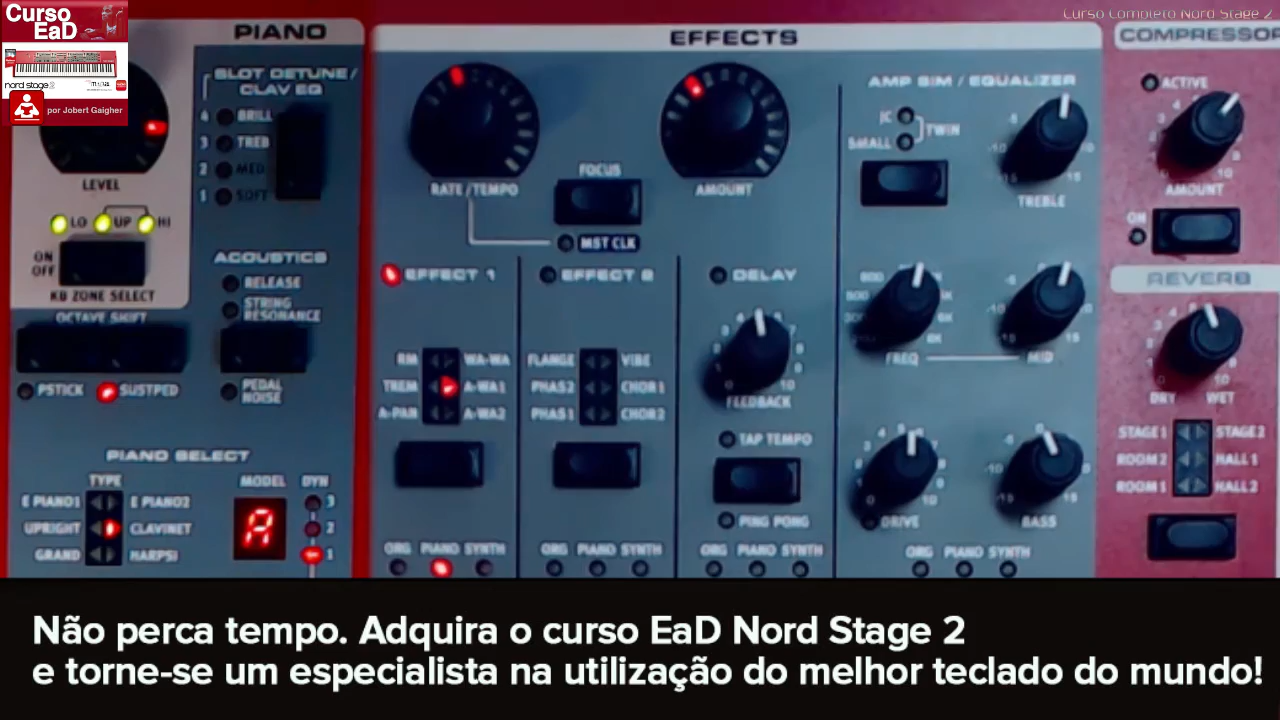 Curso Completo Nord Stage 2
Curso
EaD
nord stage 2
por Jobert Gaigher
PIANO
SLOT DETUNE /
CLAV EQ
4 BRILL
3 TREB
2 MED
1 SOFT
LEVEL
LO UP HI
ON
OFF
KB ZONE SELECT
OCTAVE SHIFT
PSTICK SUSTPED
ACOUSTICS
RELEASE
STRING
RESONANCE
PEDAL
NOISE
PIANO SELECT
TYPE MODEL DYN
E PIANO1 E PIANO2 3
UPRIGHT CLAVINET A 2
GRAND HARPSI 1
EFFECTS
RATE/TEMPO
FOCUS
AMOUNT
MST CLK
EFFECT 1
RM WA-WA
TREM A-WA1
A-PAN A-WA2
ORG PIANO SYNTH
EFFECT 2
FLANGE VIBE
PHAS2 CHOR1
PHAS1 CHOR2
ORG PIANO SYNTH
DELAY
0 10
FEEDBACK
TAP TEMPO
PING PONG
ORG PIANO SYNTH
AMP SIM / EQUALIZER
JC
SMALL TWIN
TREBLE
FREQ MID
DRIVE BASS
ORG PIANO SYNTH
COMPRESSOR
ACTIVE
AMOUNT
ON
REVERB
DRY WET
STAGE1 STAGE2
ROOM2 HALL1
ROOM1 HALL2
Não perca tempo. Adquira o curso EaD Nord Stage 2
e torne-se um especialista na utilização do melhor teclado do mundo!